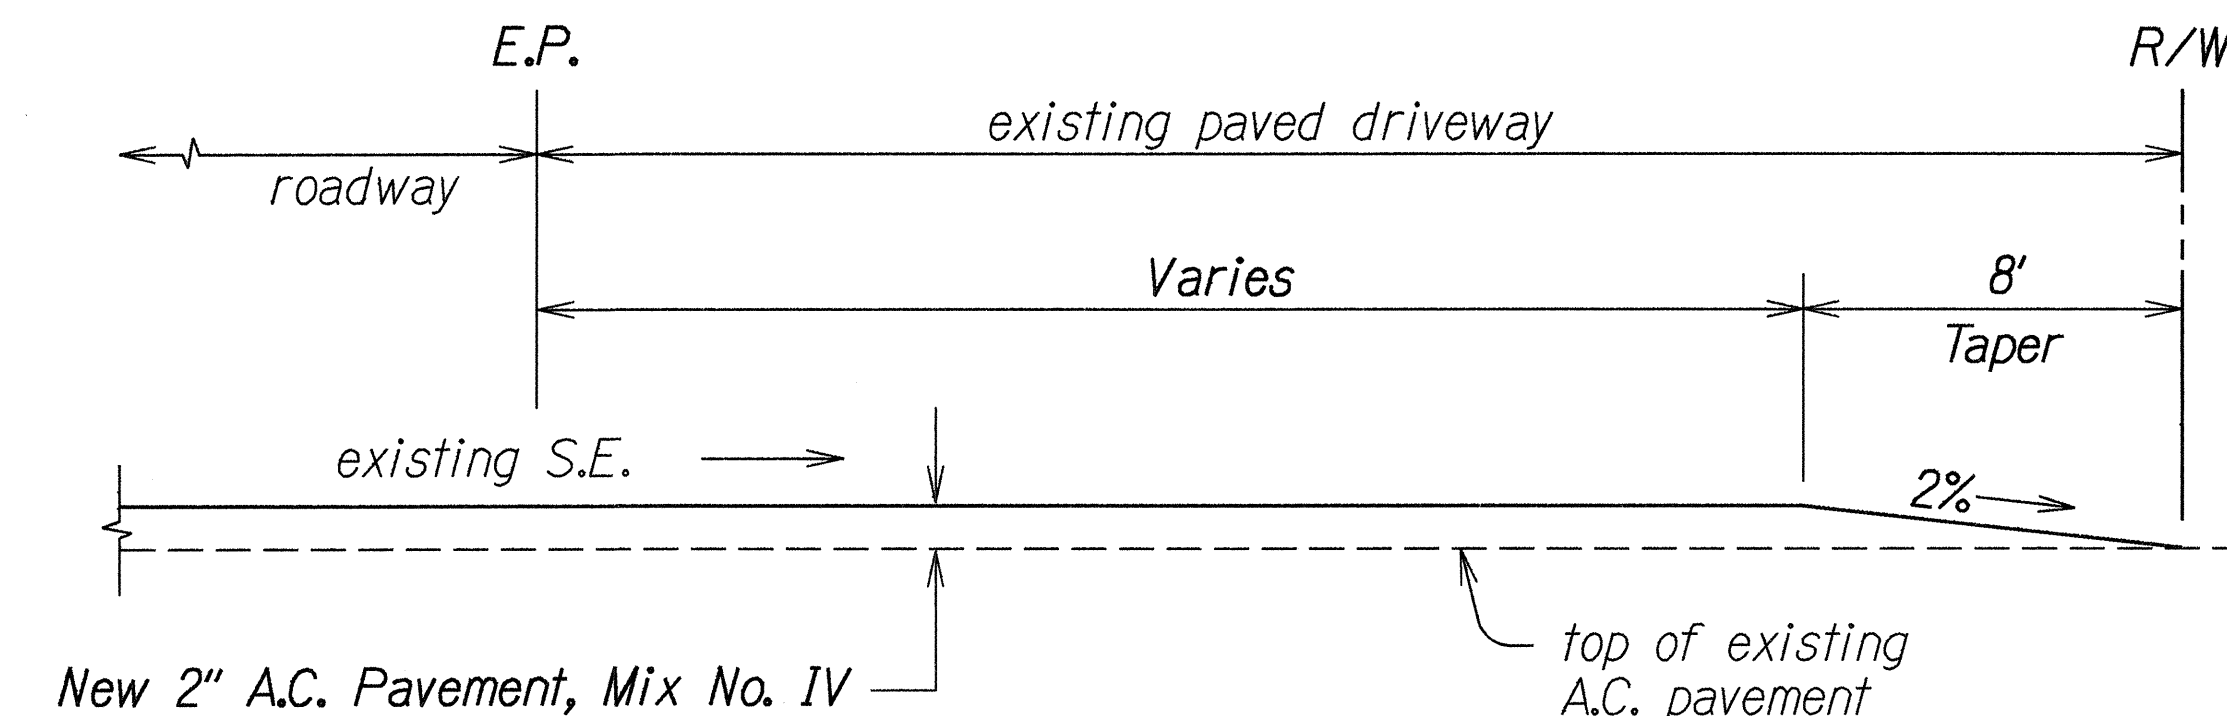 E.P.
R/W
existing paved driveway
roadway
Varies
8'
Taper
existing S.E.
2%
New 2" A.C. Pavement, Mix No. IV
top of existing
A.C. pavement